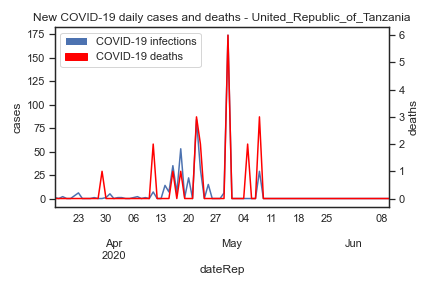 New COVID-19 daily cases and deaths - United_Republic_of_Tanzania
COVID-19 infections
COVID-19 deaths
cases
175
150
125
100
75
50
25
0
deaths
6
5
4
3
2
1
0
23 30 06 13 20 27 04 11 18 25 08
Apr May Jun
2020
dateRep